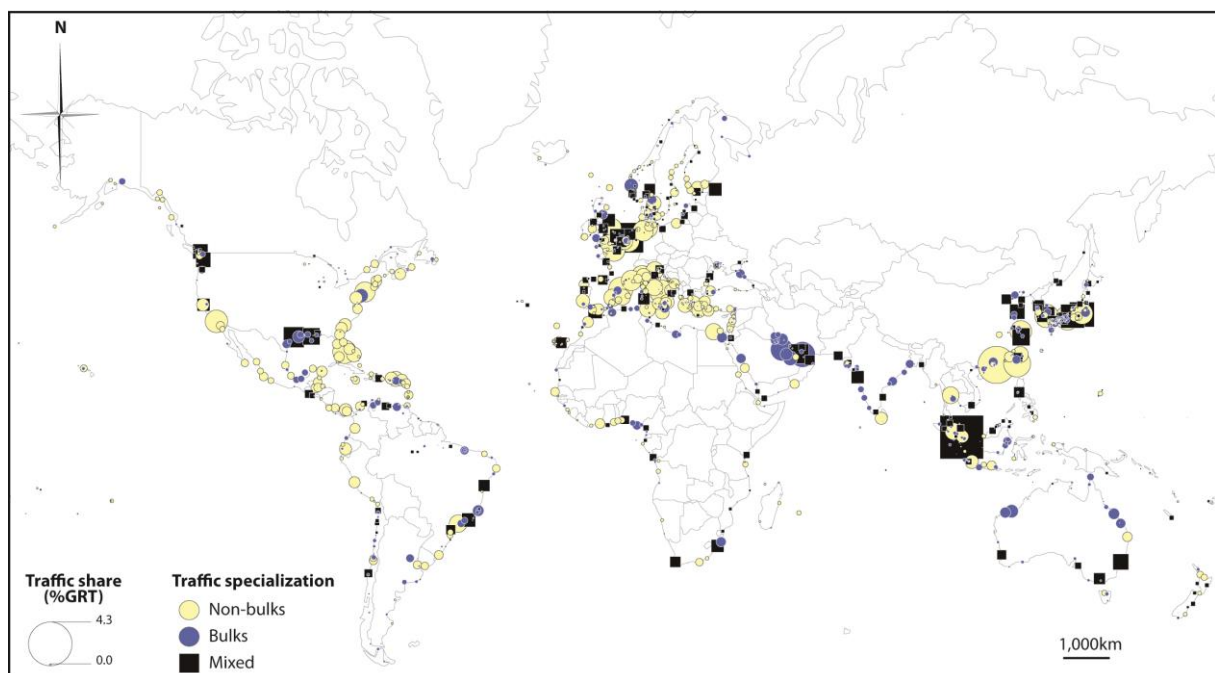 N
Traffic share
(%GRT)
4.3
0.0
Traffic specialization
Non-bulks
Bulks
Mixed
1,000km